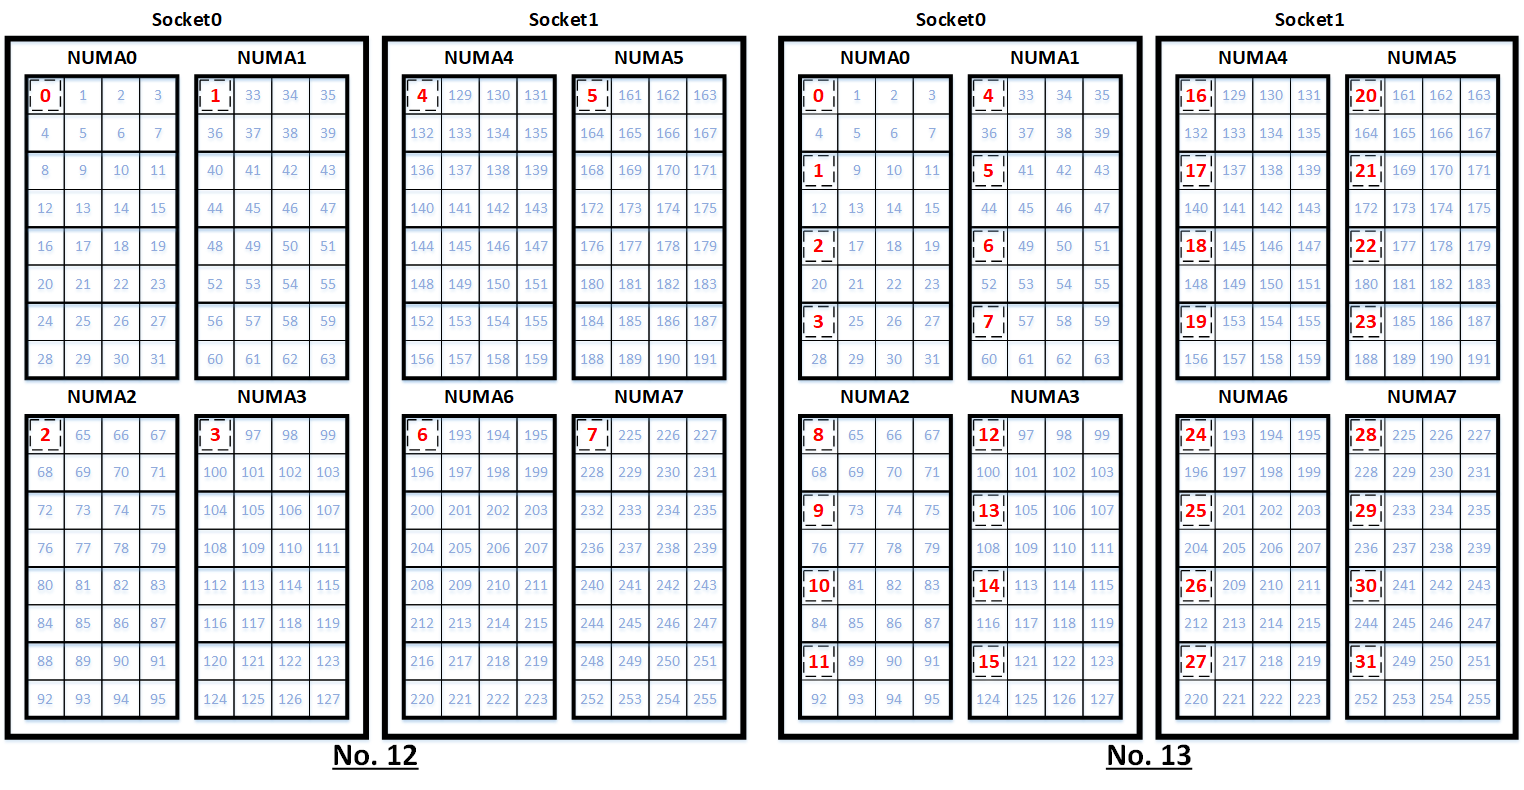 Socket0 Socket1 Socket0 Socket1
NUMA0 NUMA1 NUMA4 NUMA5 NUMA0 NUMA1 NUMA4 NUMA5
0 1 2 3 1 33 34 35 4 129 130 131 5 161 162 163 0 1 2 3 4 33 34 35 16 129 130 131 20 161 162 163
4 5 6 7 36 37 38 39 132 133 134 135 164 165 166 167 4 5 6 7 36 37 38 39 132 133 134 135 164 165 166 167
8 9 10 11 40 41 42 43 136 137 138 139 168 169 170 171 1 9 10 11 5 41 42 43 17 137 138 139 21 169 170 171
12 13 14 15 44 45 46 47 140 141 142 143 172 173 174 175 12 13 14 15 44 45 46 47 140 141 142 143 172 173 174 175
16 17 18 19 48 49 50 51 144 145 146 147 176 177 178 179 2 17 18 19 6 49 50 51 18 145 146 147 22 177 178 179
20 21 22 23 52 53 54 55 148 149 150 151 180 181 182 183 20 21 22 23 52 53 54 55 148 149 150 151 180 181 182 183
24 25 26 27 56 57 58 59 152 153 154 155 184 185 186 187 3 25 26 27 7 57 58 59 19 153 154 155 23 185 186 187
28 29 30 31 60 61 62 63 156 157 158 159 188 189 190 191 28 29 30 31 60 61 62 63 156 157 158 159 188 189 190 191
NUMA2 NUMA3 NUMA6 NUMA7 NUMA2 NUMA3 NUMA6 NUMA7
2 65 66 67 3 97 98 99 6 193 194 195 7 225 226 227 8 65 66 67 12 97 98 99 24 193 194 195 28 225 226 227
68 69 70 71 100 101 102 103 196 197 198 199 228 229 230 231 68 69 70 71 100 101 102 103 196 197 198 199 228 229 230 231
72 73 74 75 104 105 106 107 200 201 202 203 232 233 234 235 9 73 74 75 13 105 106 107 25 201 202 203 29 233 234 235
76 77 78 79 108 109 110 111 204 205 206 207 236 237 238 239 76 77 78 79 108 109 110 111 204 205 206 207 236 237 238 239
80 81 82 83 112 113 114 115 208 209 210 211 240 241 242 243 10 81 82 83 14 113 114 115 26 209 210 211 30 241 242 243
84 85 86 87 116 117 118 119 212 213 214 215 244 245 246 247 84 85 86 87 116 117 118 119 212 213 214 215 244 245 246 247
88 89 90 91 120 121 122 123 216 217 218 219 248 249 250 251 11 89 90 91 15 121 122 123 27 217 218 219 31 249 250 251
92 93 94 95 124 125 126 127 220 221 222 223 252 253 254 255 92 93 94 95 124 125 126 127 220 221 222 223 252 253 254 255
No. 12 No. 13